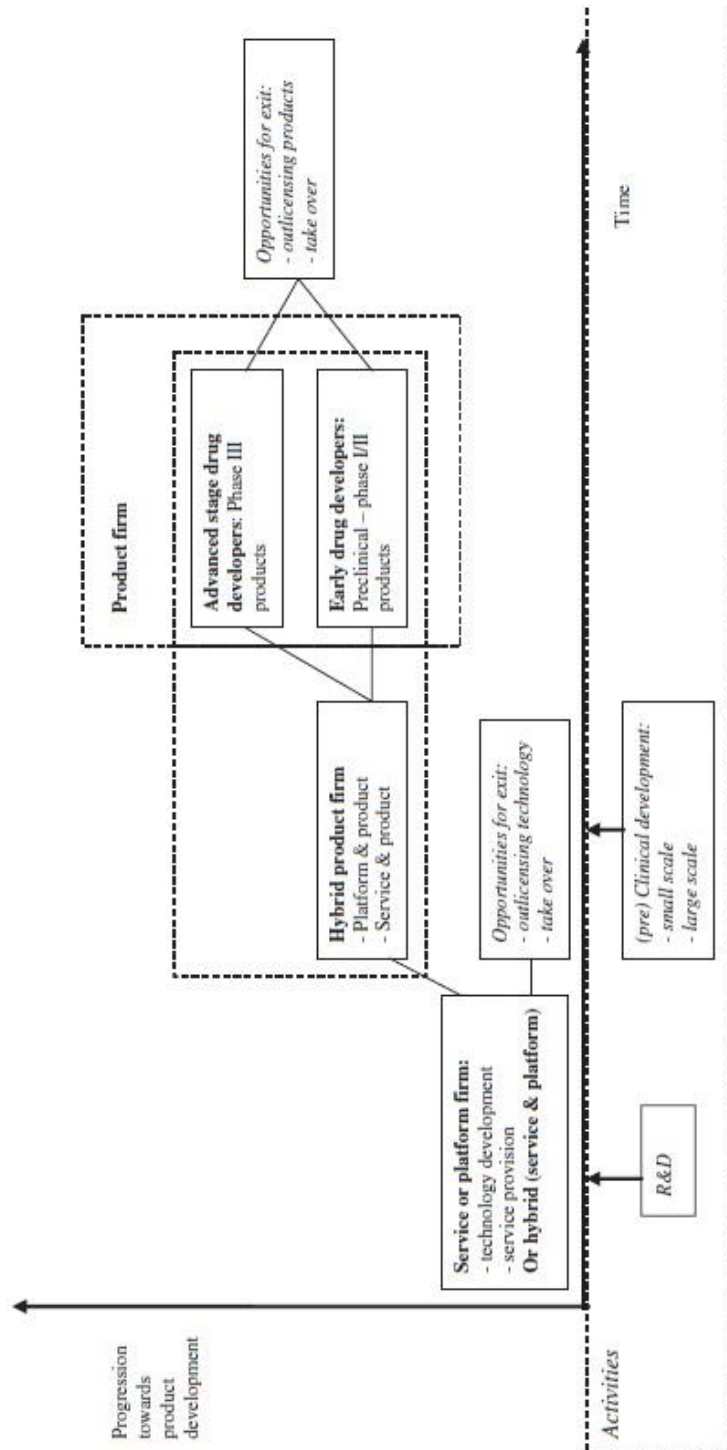 Progression
towards
product
development
Product firm
Advanced stage drug
developers: Phase III
products
Early drug developers:
Preclinical – phase I/II
products
Opportunities for exit:
- outlicensing products
- take over
Hybrid product firm
- Platform & product
- Service & product
Service or platform firm:
- technology development
- service provision
Or hybrid (service & platform)
Opportunities for exit:
- outlicensing technology
- take over
Time
Activities
R&D
(pre) Clinical development:
- small scale
- large scale